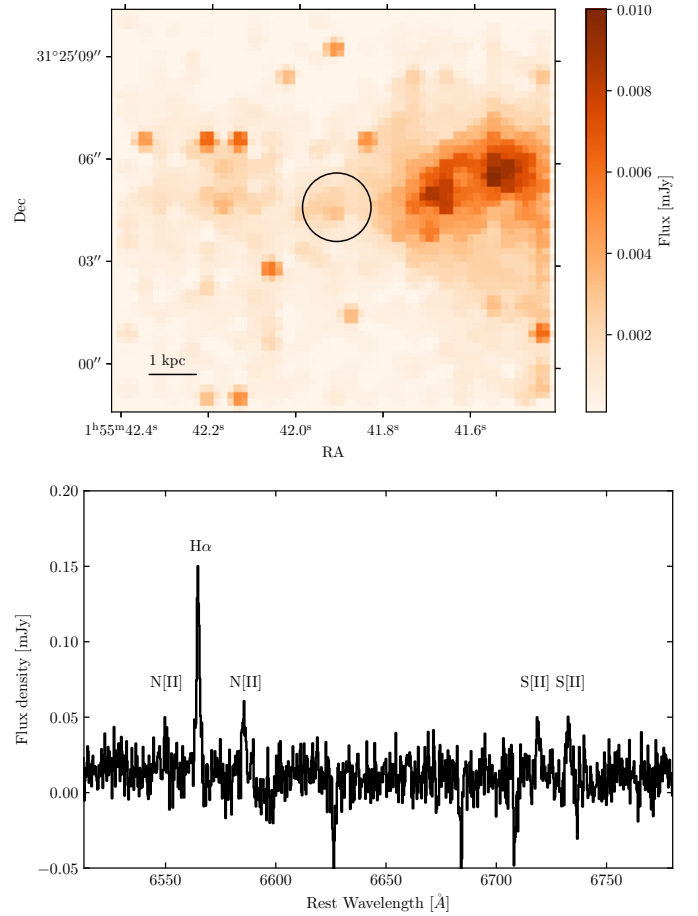 0.010
31°25′09″
06″
0.008
Dec
0.006
Flux [mJy]
03″
0.004
1 kpc
00″
0.002
1ʰ55ᵐ42.4ˢ 42.2ˢ 42.0ˢ 41.8ˢ 41.6ˢ
RA
0.20
Hα
0.15
Flux density [mJy]
0.10
N[II] N[II] S[II] S[II]
0.05
0.00
−0.05
6550 6600 6650 6700 6750
Rest Wavelength [Å]